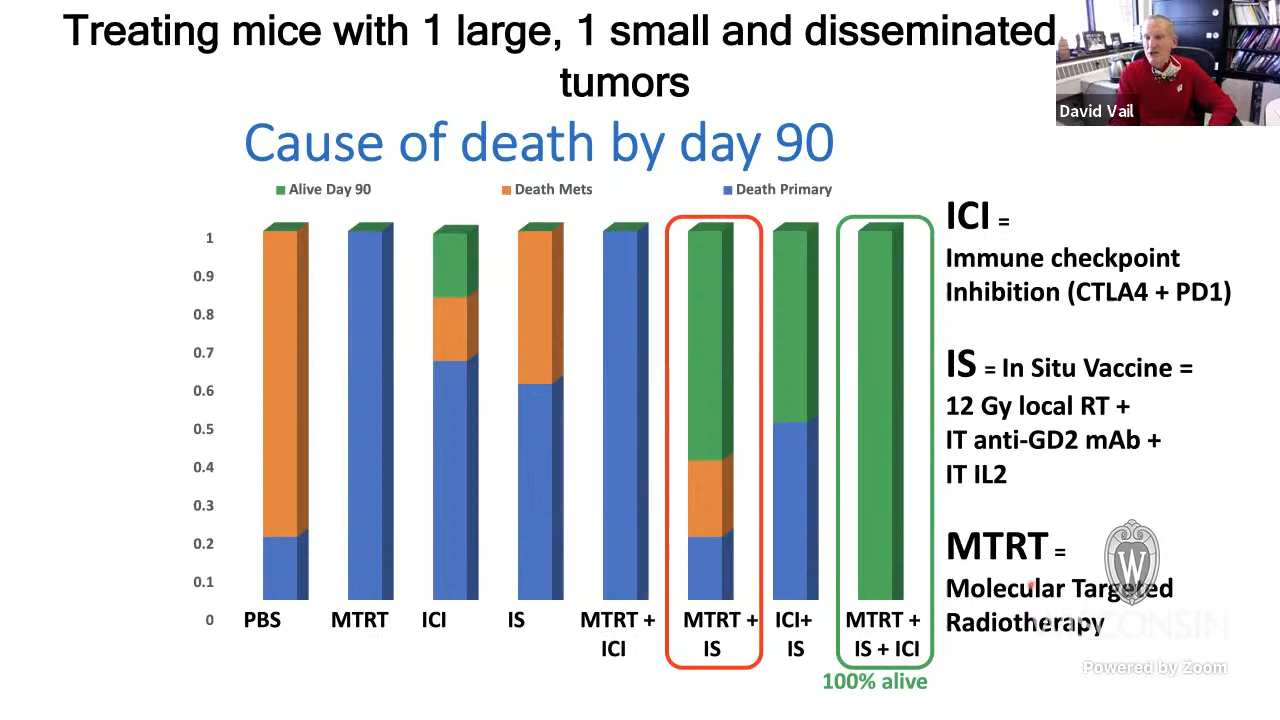 Treating mice with 1 large, 1 small and disseminated
tumors
David Vail
Cause of death by day 90
Alive Day 90
Death Mets
Death Primary
1
0.9
0.8
0.7
0.6
0.5
0.4
0.3
0.2
0.1
0
PBS
MTRT
ICI
IS
MTRT +
ICI
MTRT +
IS
ICI+
IS
MTRT +
IS + ICI
100% alive
ICI =
Immune checkpoint
Inhibition (CTLA4 + PD1)
IS = In Situ Vaccine =
12 Gy local RT +
IT anti-GD2 mAb +
IT IL2
MTRT =
W
Molecular Targeted
Radiotherapy
WISCONSIN
Powered by Zoom